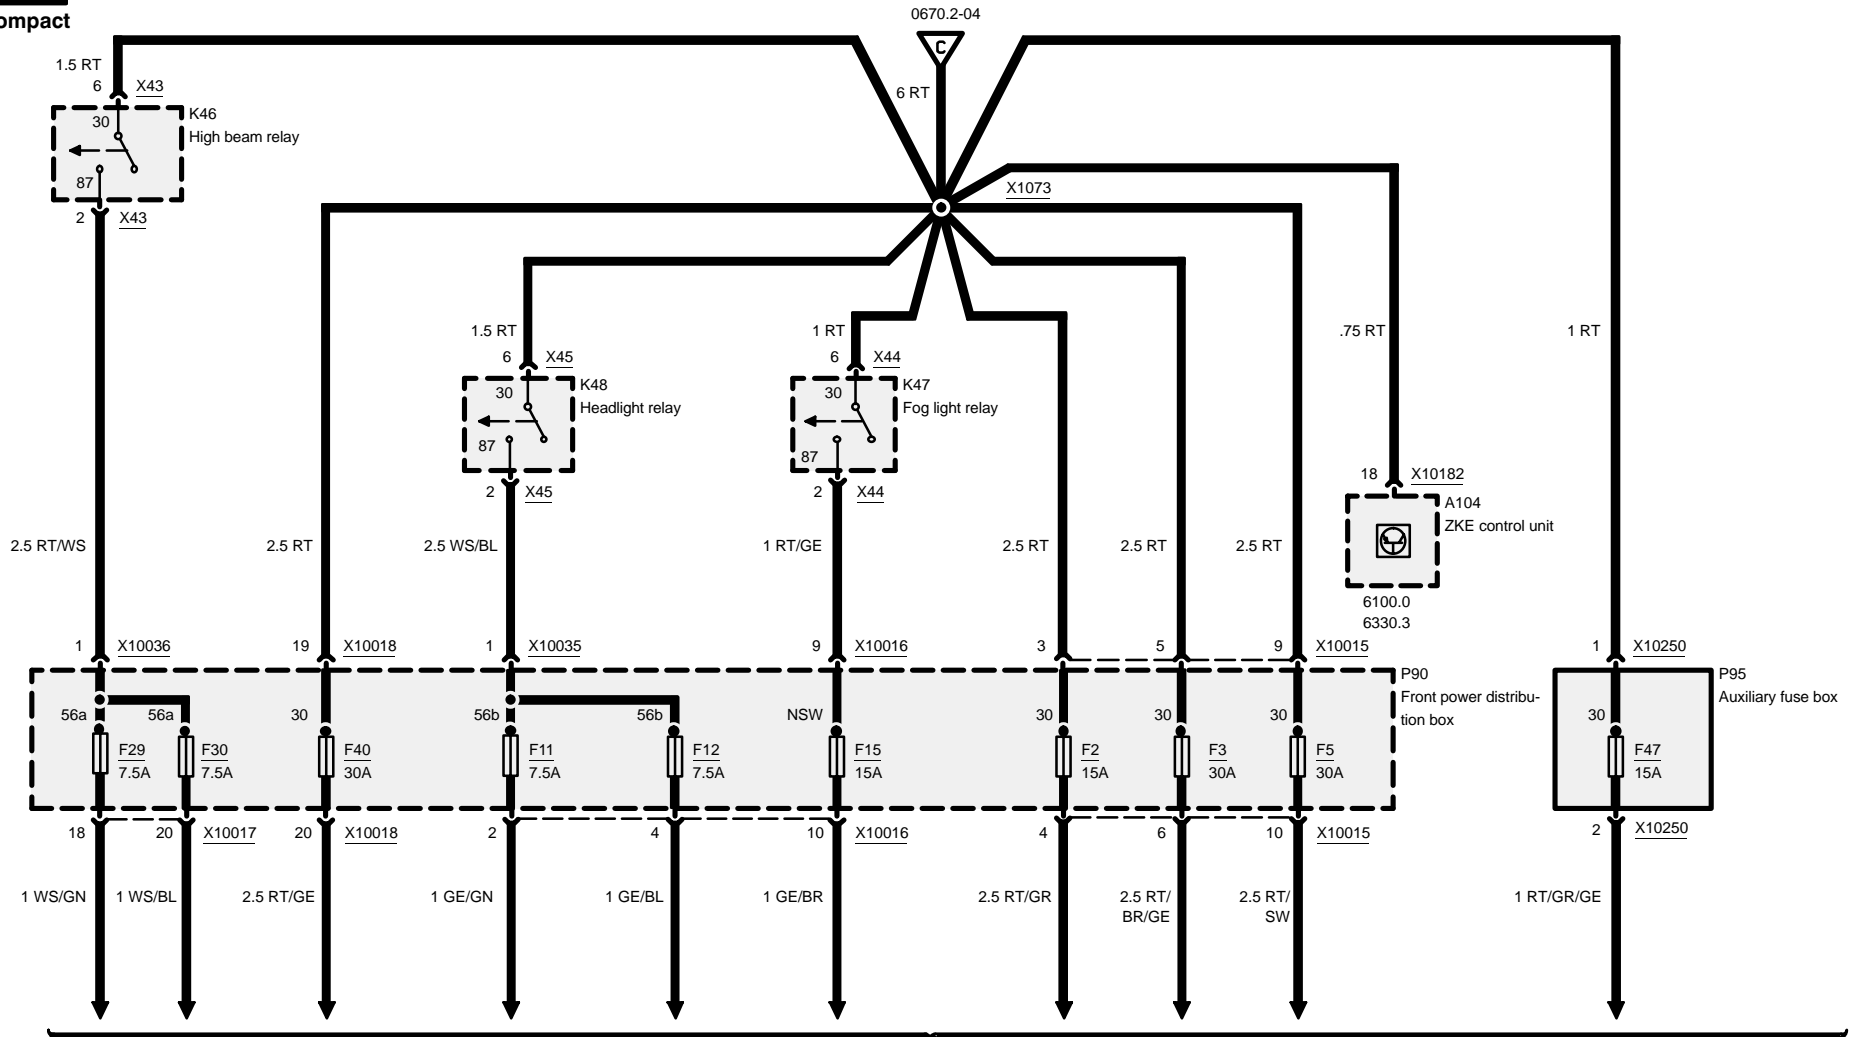 ompact
0670.2-04
C
1.5 RT
6 X43
6 RT
K46
30
High beam relay
87
X1073
2 X43
1.5 RT
1 RT
.75 RT
1 RT
6 X45
6 X44
K48
K47
30
30
Headlight relay
Fog light relay
87
87
18 X10182
2 X45
2 X44
A104
ZKE control unit
2.5 RT/WS
2.5 RT
2.5 WS/BL
1 RT/GE
2.5 RT
2.5 RT
2.5 RT
6100.0
6330.3
1 X10036
19 X10018
1 X10035
9 X10016
3
5
9 X10015
1 X10250
P90
Front power distribu-
tion box
P95
Auxiliary fuse box
56a
56a
30
56b
56b
NSW
30
30
30
30
F29
F30
F40
F11
F12
F15
F2
F3
F5
F47
7.5A
7.5A
30A
7.5A
7.5A
15A
15A
30A
30A
15A
18
20 X10017
20 X10018
2
4
10 X10016
4
6
10 X10015
2 X10250
1 WS/GN
1 WS/BL
2.5 RT/GE
1 GE/GN
1 GE/BL
1 GE/BR
2.5 RT/GR
2.5 RT/
BR/GE
2.5 RT/
SW
1 RT/GR/GE